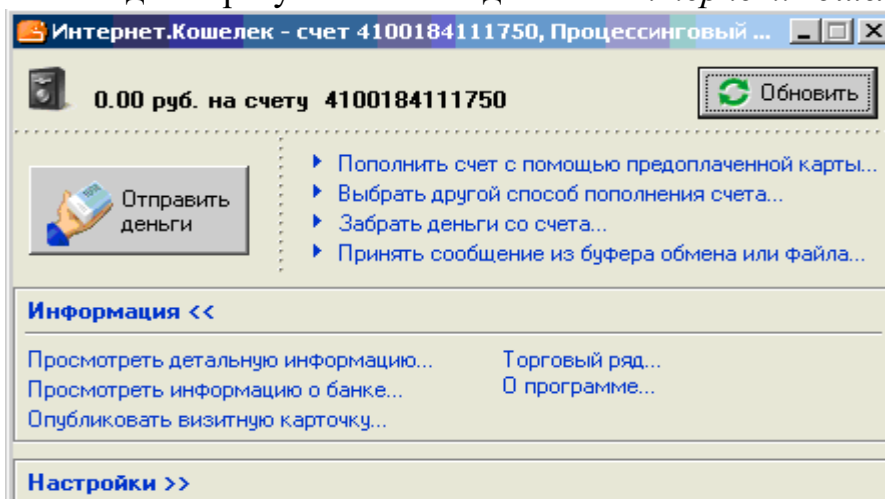 Интернет.Кошелек - счет 4100184111750, Процессинговый ...
0.00 руб. на счету 4100184111750
Обновить
Отправить
деньги
Пополнить счет с помощью предоплаченной карты...
Выбрать другой способ пополнения счета...
Забрать деньги со счета...
Принять сообщение из буфера обмена или файла...
Информация <<
Просмотреть детальную информацию...
Просмотреть информацию о банке...
Опубликовать визитную карточку...
Торговый ряд...
О программе...
Настройки >>